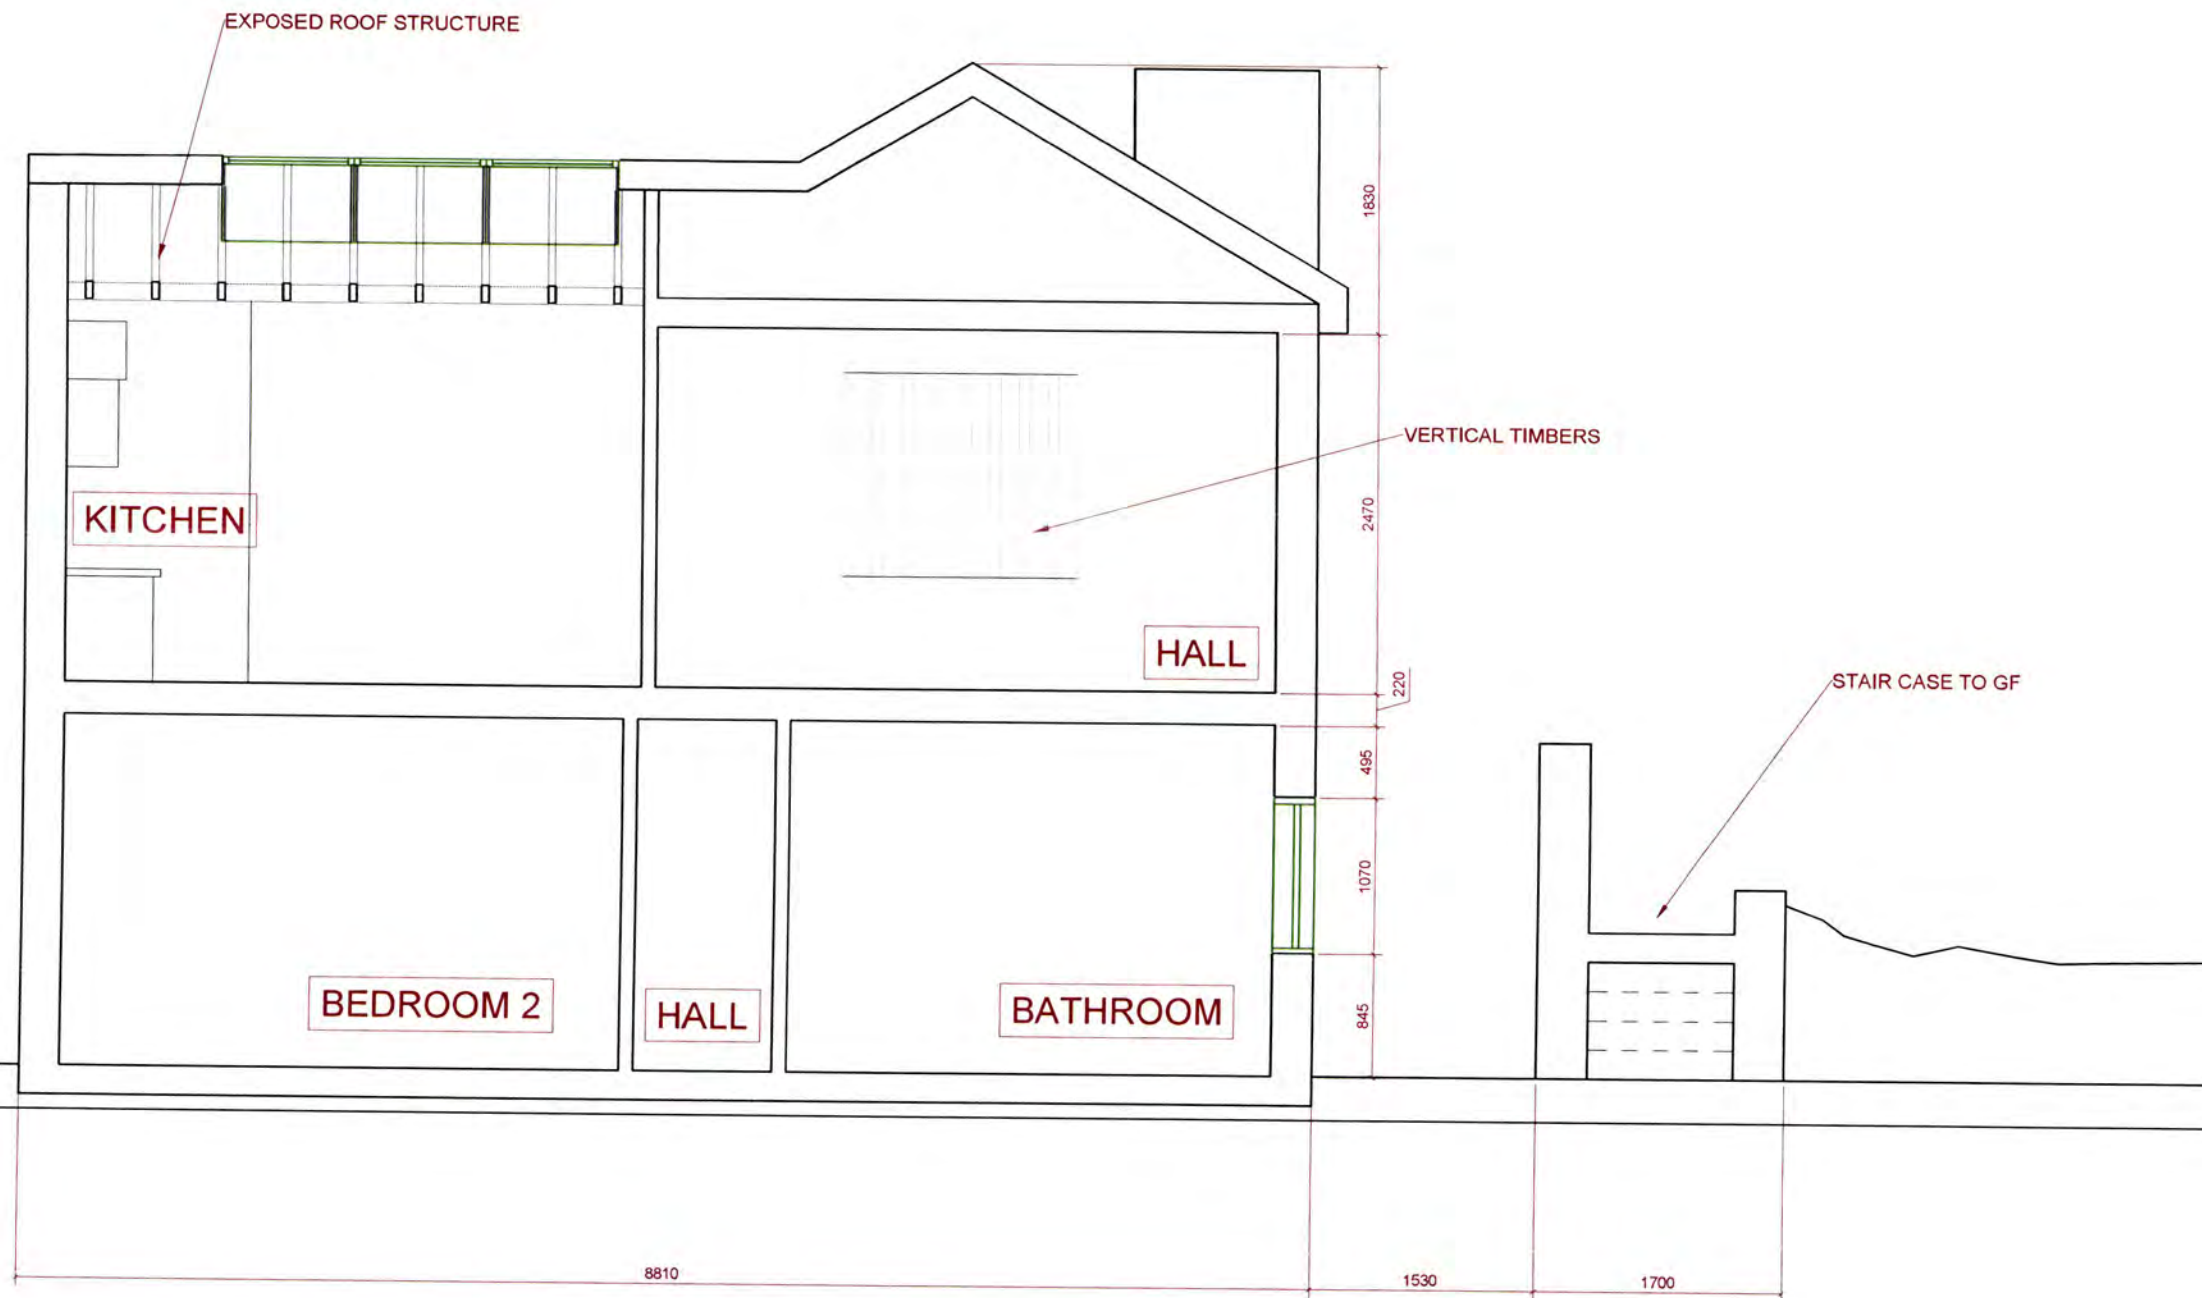 EXPOSED ROOF STRUCTURE
1830
VERTICAL TIMBERS
2470
KITCHEN
HALL
220
STAIR CASE TO GF
495
1070
BEDROOM 2
HALL
BATHROOM
845
8810
1530
1700